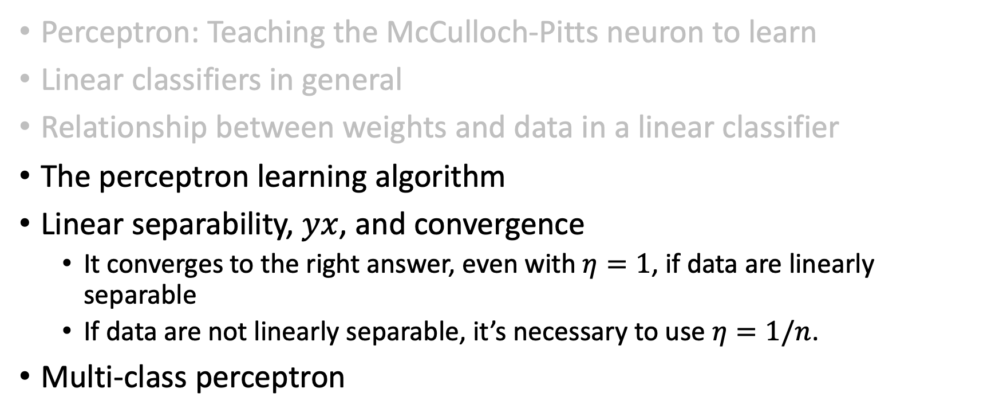 • Perceptron: Teaching the McCulloch-Pitts neuron to learn
• Linear classifiers in general
• Relationship between weights and data in a linear classifier
• The perceptron learning algorithm
• Linear separability, 𝑦𝑥, and convergence
• It converges to the right answer, even with 𝜂 = 1, if data are linearly
separable
• If data are not linearly separable, it’s necessary to use 𝜂 = 1/𝑛.
• Multi-class perceptron